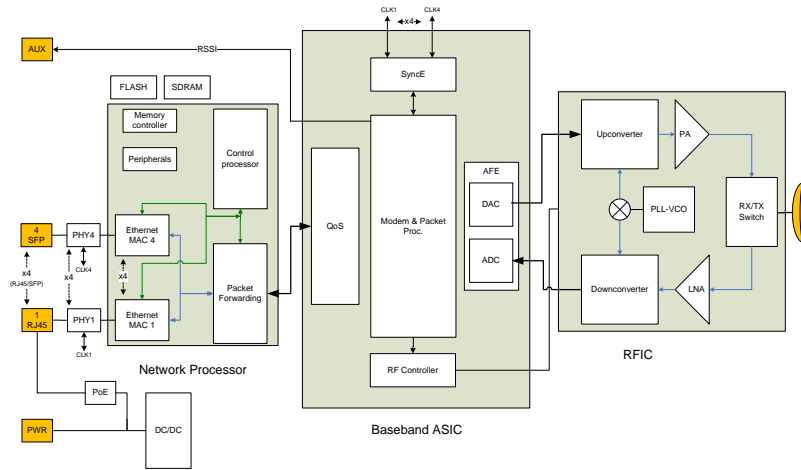 CLK1
x4
CLK4
AUX
RSSI
SyncE
FLASH
SDRAM
Memory
controller
Peripherals
Control
processor
Upconverter
PA
AFE
DAC
ADC
QoS
Modem & Packet
Proc.
PLL-VCO
RX/TX
Switch
4
SFP
PHY4
Ethernet
MAC 4
CLK4
x4
(RJ45/SFP)
x4
x4
Packet
Forwarding
Downconverter
LNA
1
RJ45
PHY1
Ethernet
MAC 1
CLK1
RF Controller
Network Processor
RFIC
PoE
PWR
DC/DC
Baseband ASIC